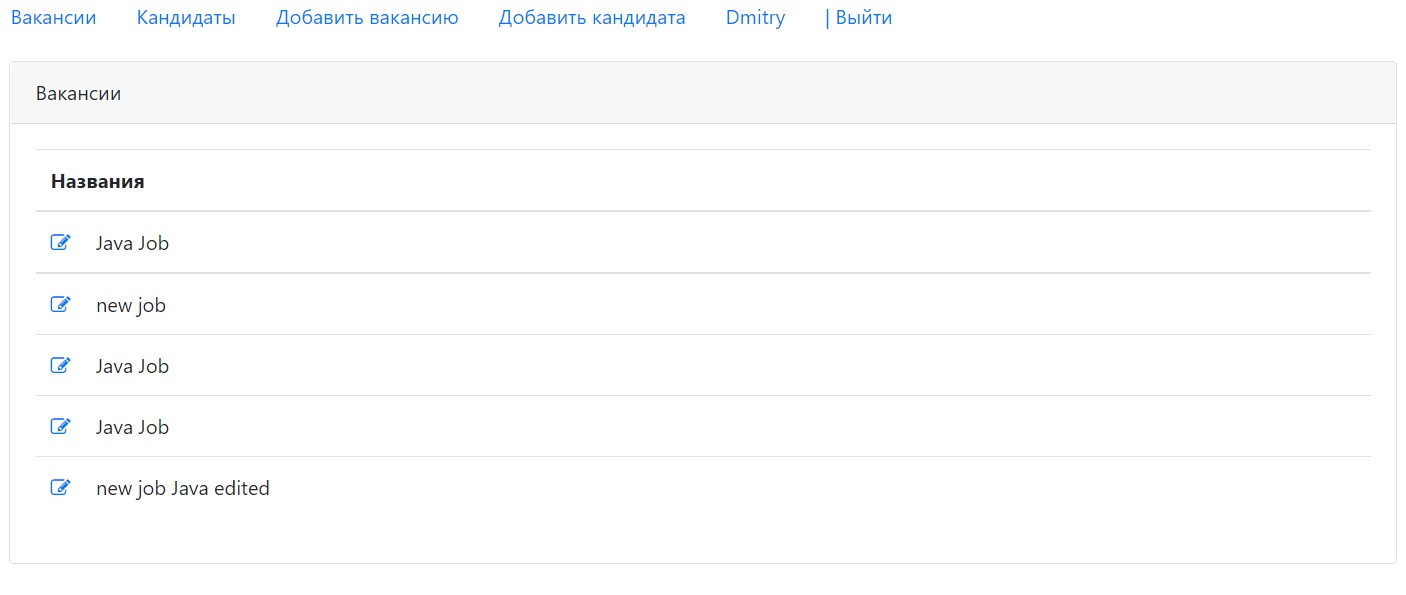 Вакансии Кандидаты Добавить вакансию Добавить кандидата Dmitry | Выйти
Вакансии
Названия
Java Job
new job
Java Job
Java Job
new job Java edited